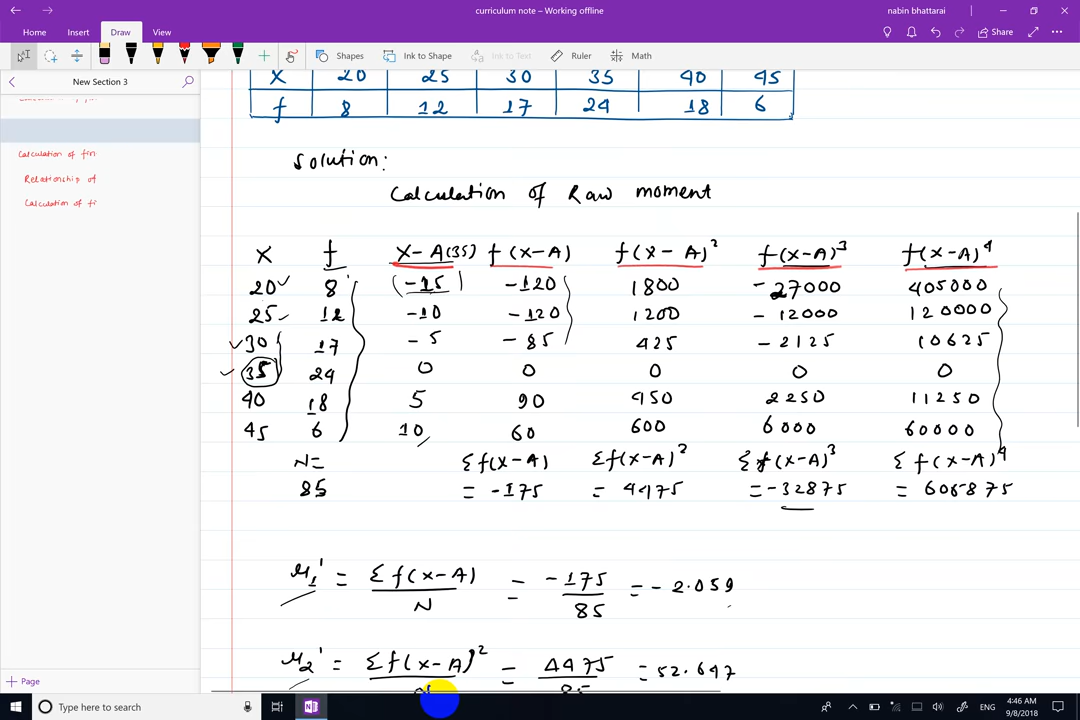 curriculum note – Working offline
nabin bhattarai
Home Insert Draw View
Share
Shapes Ink to Shape Ink to Text Ruler Math
New Section 3
Calculation of fin
Relationship of
Calculation of fi
Page
X 20 25 30 35 40 45
f 8 12 17 24 18 6
Solution:
Calculation of Raw moment
X f X-A(35) f(X-A) f(X-A)² f(X-A)³ f(X-A)⁴
20 8 (-15) -120 1800 -27000 405000
25 12 -10 -120 1200 -12000 120000
30 17 -5 -85 425 -2125 10625
35 24 0 0 0 0 0
40 18 5 90 450 2250 11250
45 6 10 60 600 6000 60000
N= Σf(X-A) Σf(X-A)² Σf(X-A)³ Σf(X-A)⁴
85 = -175 = 4475 = -32875 = 606875
μ₁' = Σf(X-A)/N = -175/85 = -2.059
μ₂' = Σf(X-A)² = 4475/85 = 52.647
Type here to search
ENG
4:46 AM
9/8/2018